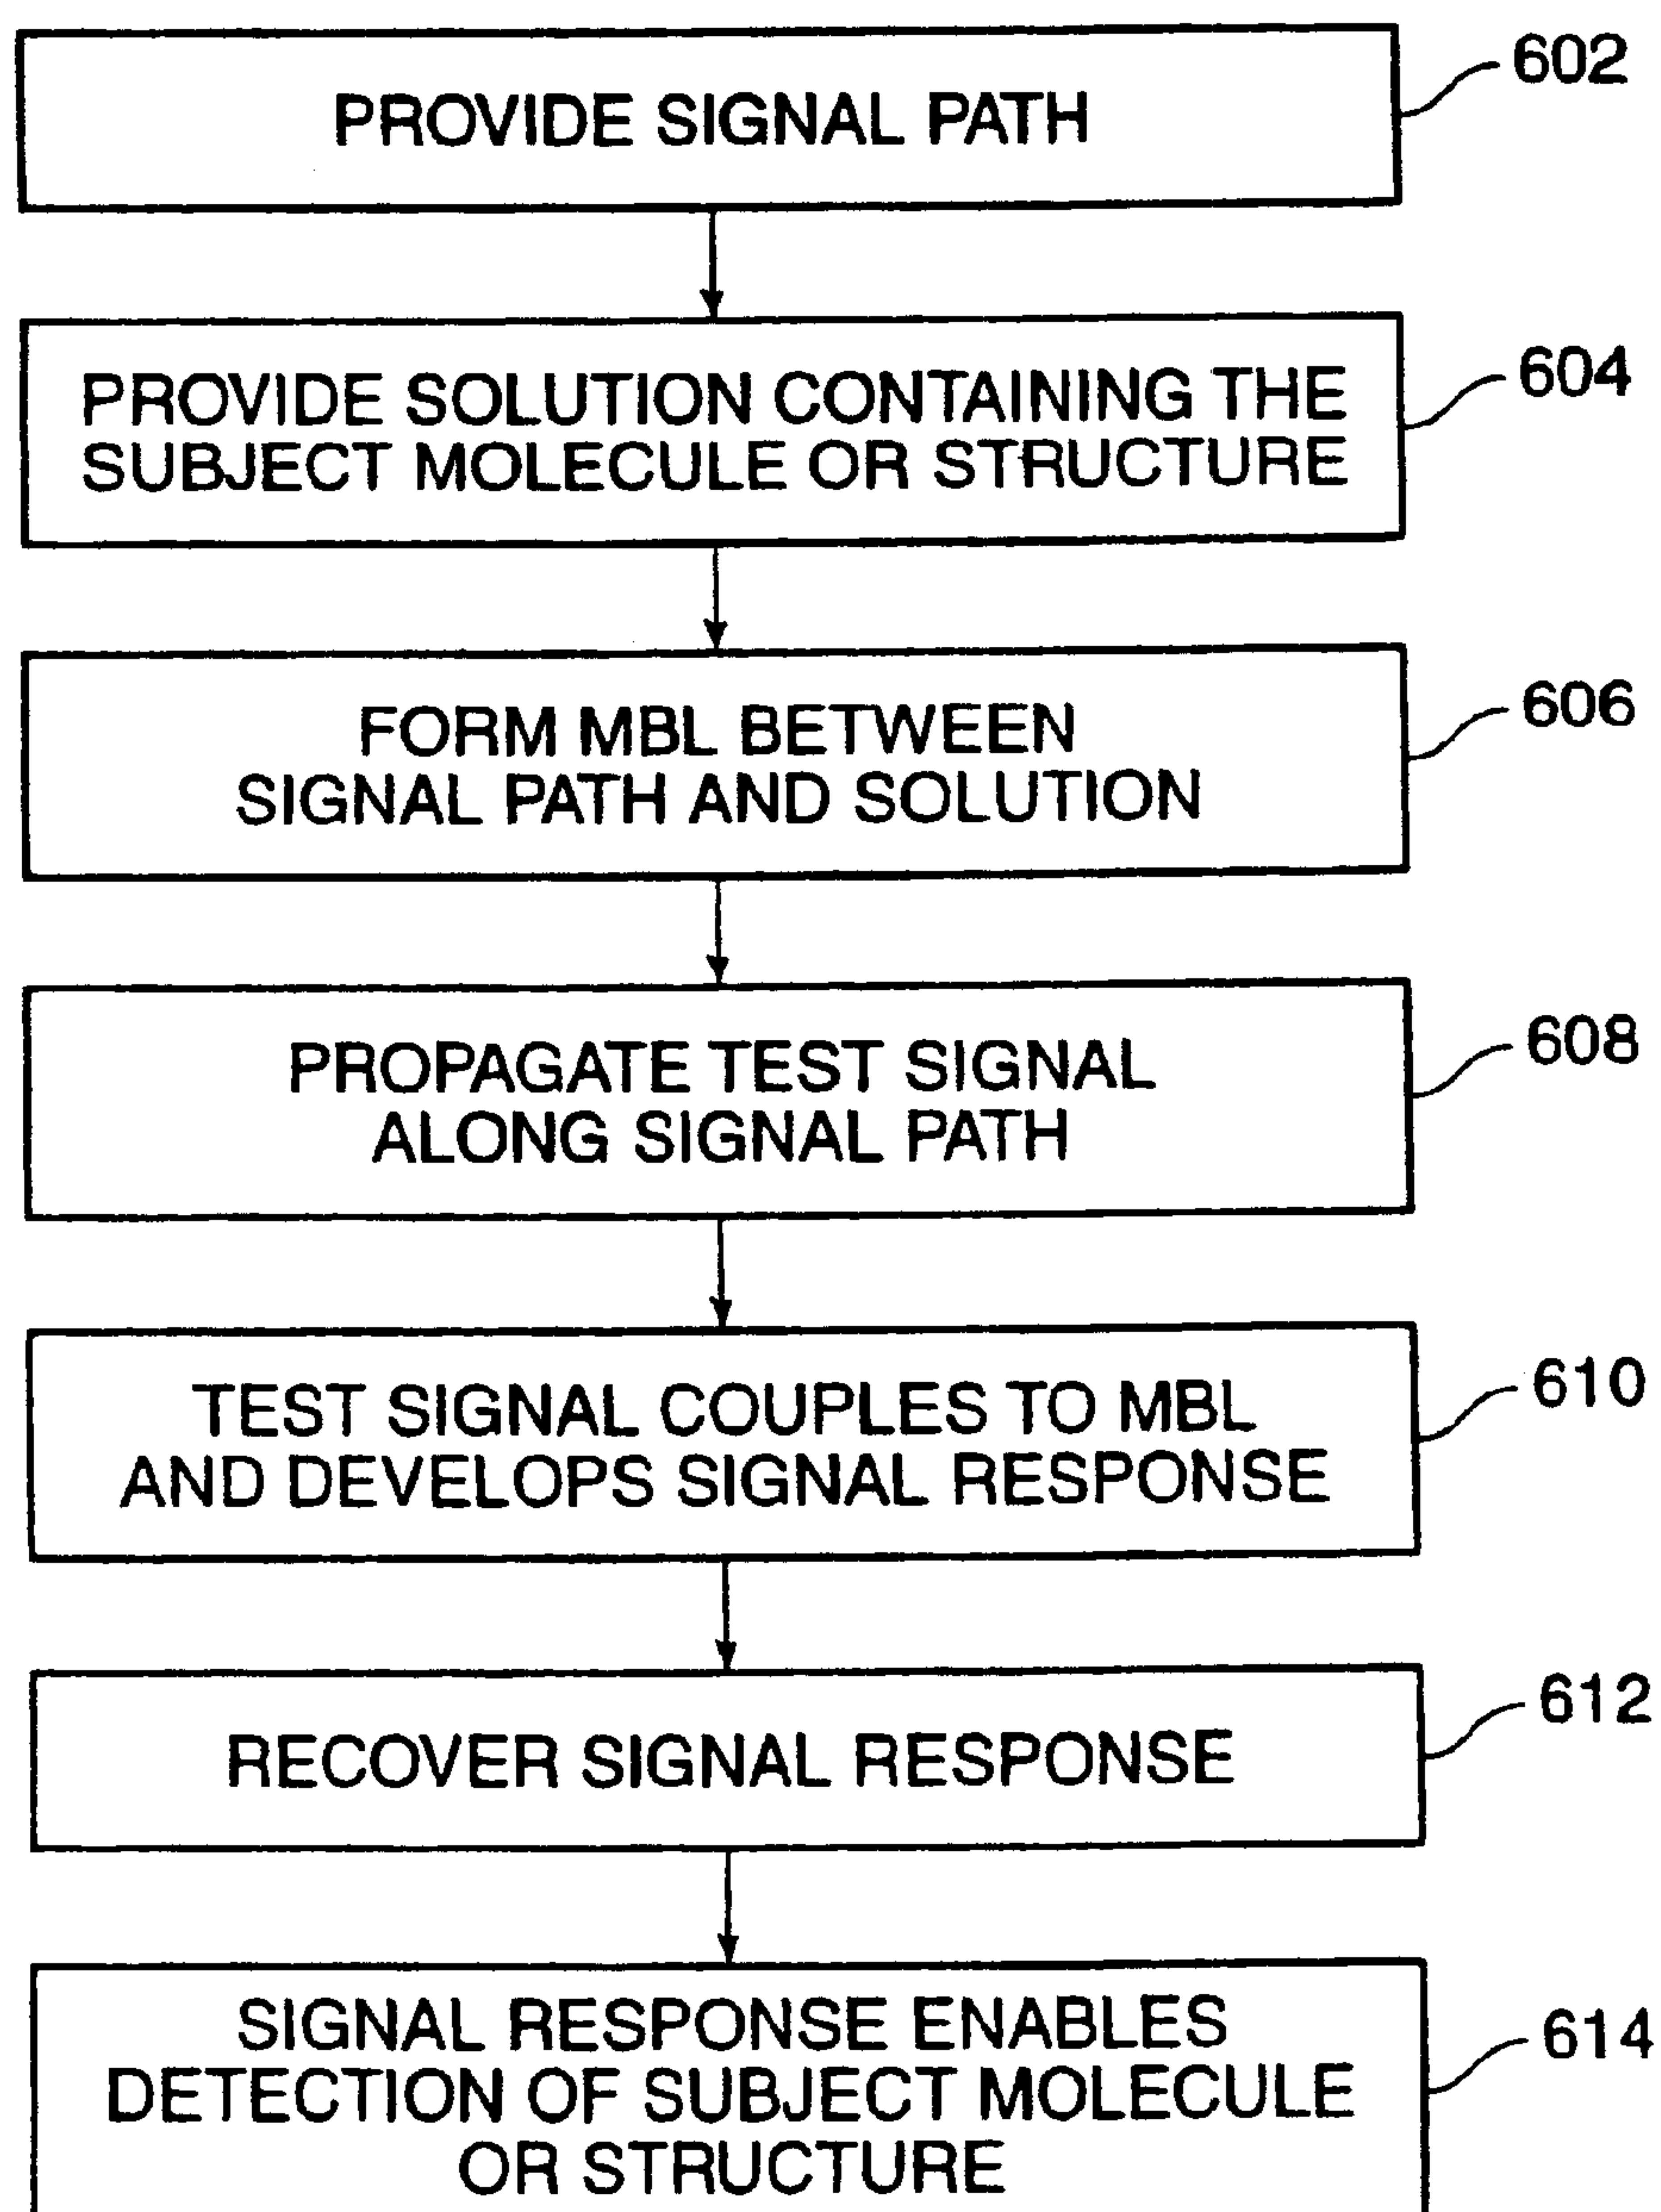 PROVIDE SIGNAL PATH
602
PROVIDE SOLUTION CONTAINING THE
SUBJECT MOLECULE OR STRUCTURE
604
FORM MBL BETWEEN
SIGNAL PATH AND SOLUTION
606
PROPAGATE TEST SIGNAL
ALONG SIGNAL PATH
608
TEST SIGNAL COUPLES TO MBL
AND DEVELOPS SIGNAL RESPONSE
610
RECOVER SIGNAL RESPONSE
612
SIGNAL RESPONSE ENABLES
DETECTION OF SUBJECT MOLECULE
OR STRUCTURE
614